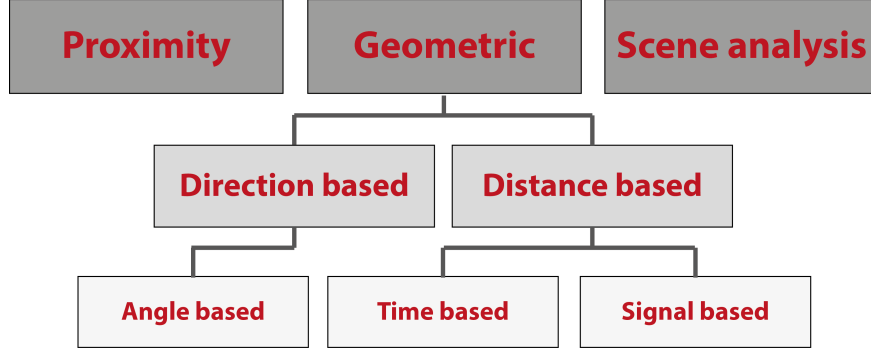 Proximity
Geometric
Scene analysis
Direction based
Distance based
Angle based
Time based
Signal based